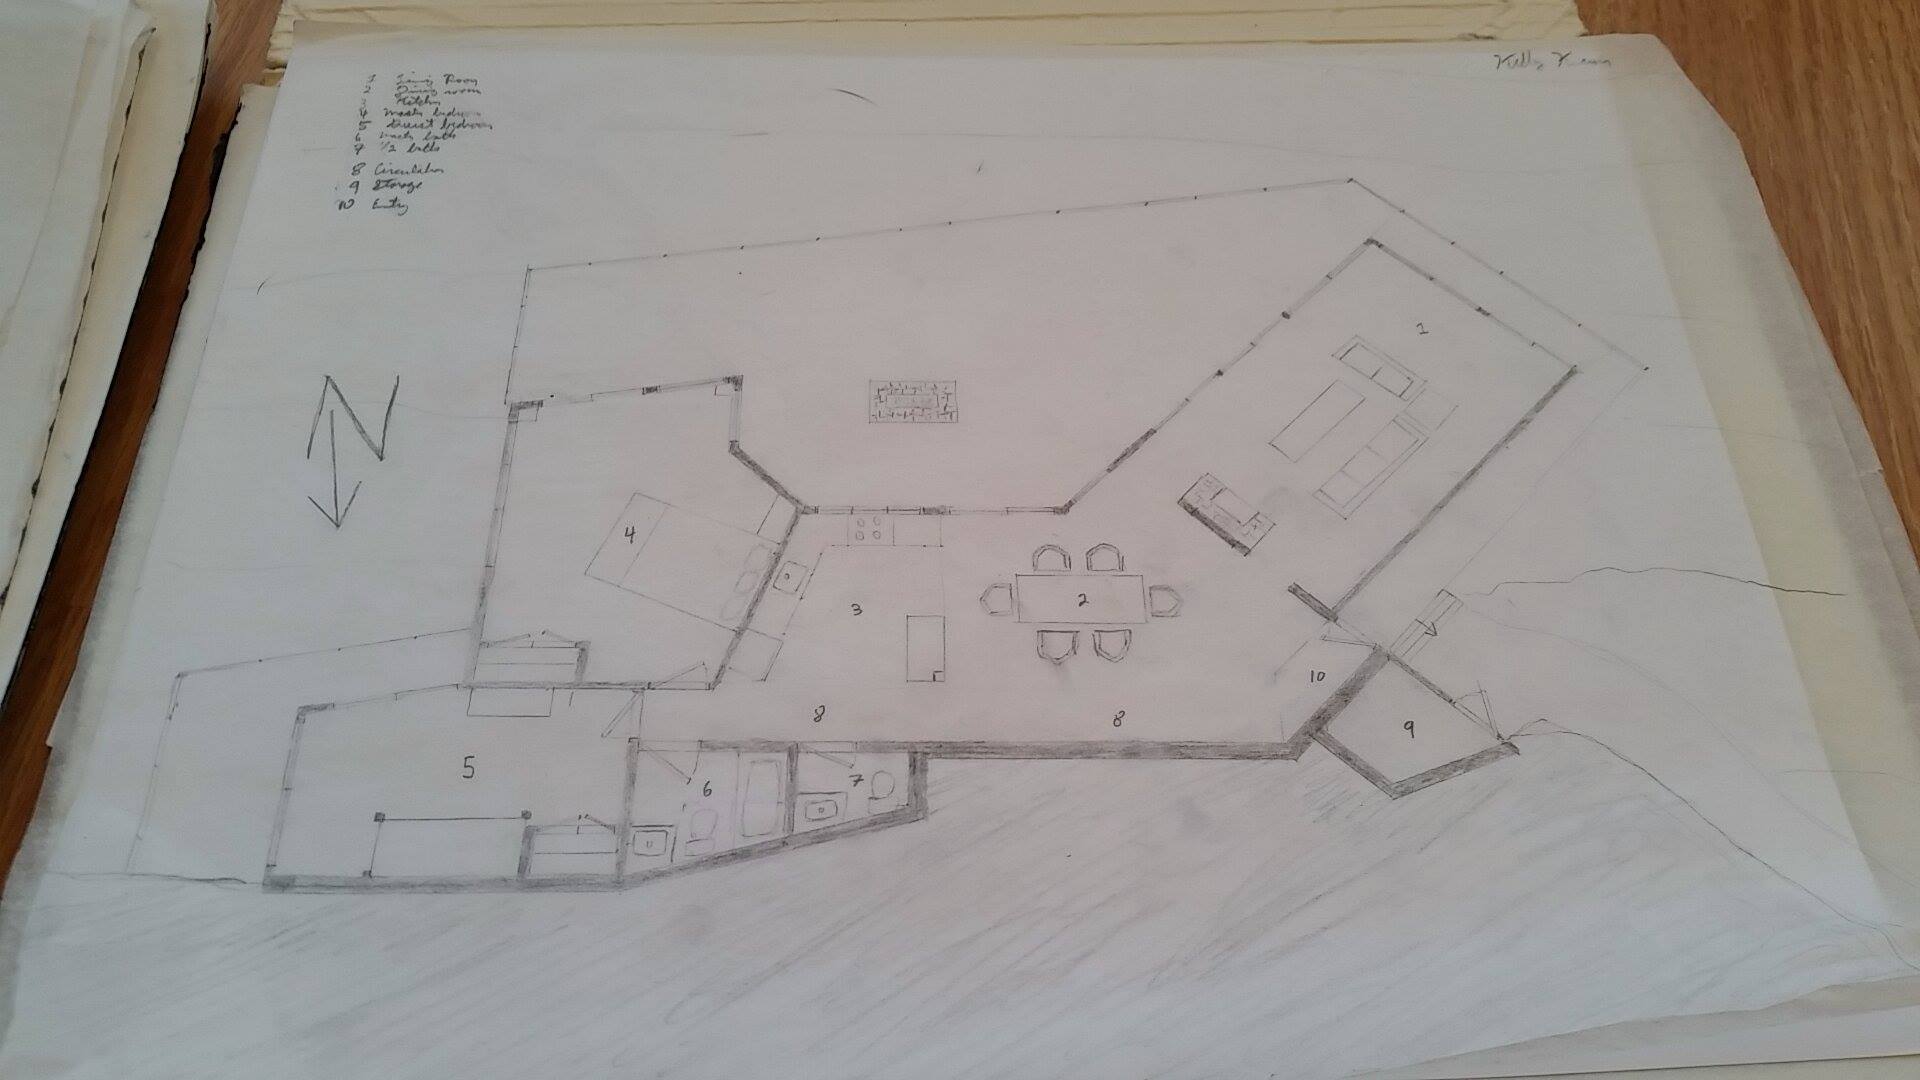 1 Living Room
2 Dining room
3 Kitchen
4 Master bedroom
5 Guest bedroom
6 Master bath
7 1/2 bath
8 Circulation
9 Storage
10 Entry
Kelly
N
1
4
3
2
10
8
8
9
5
6
7